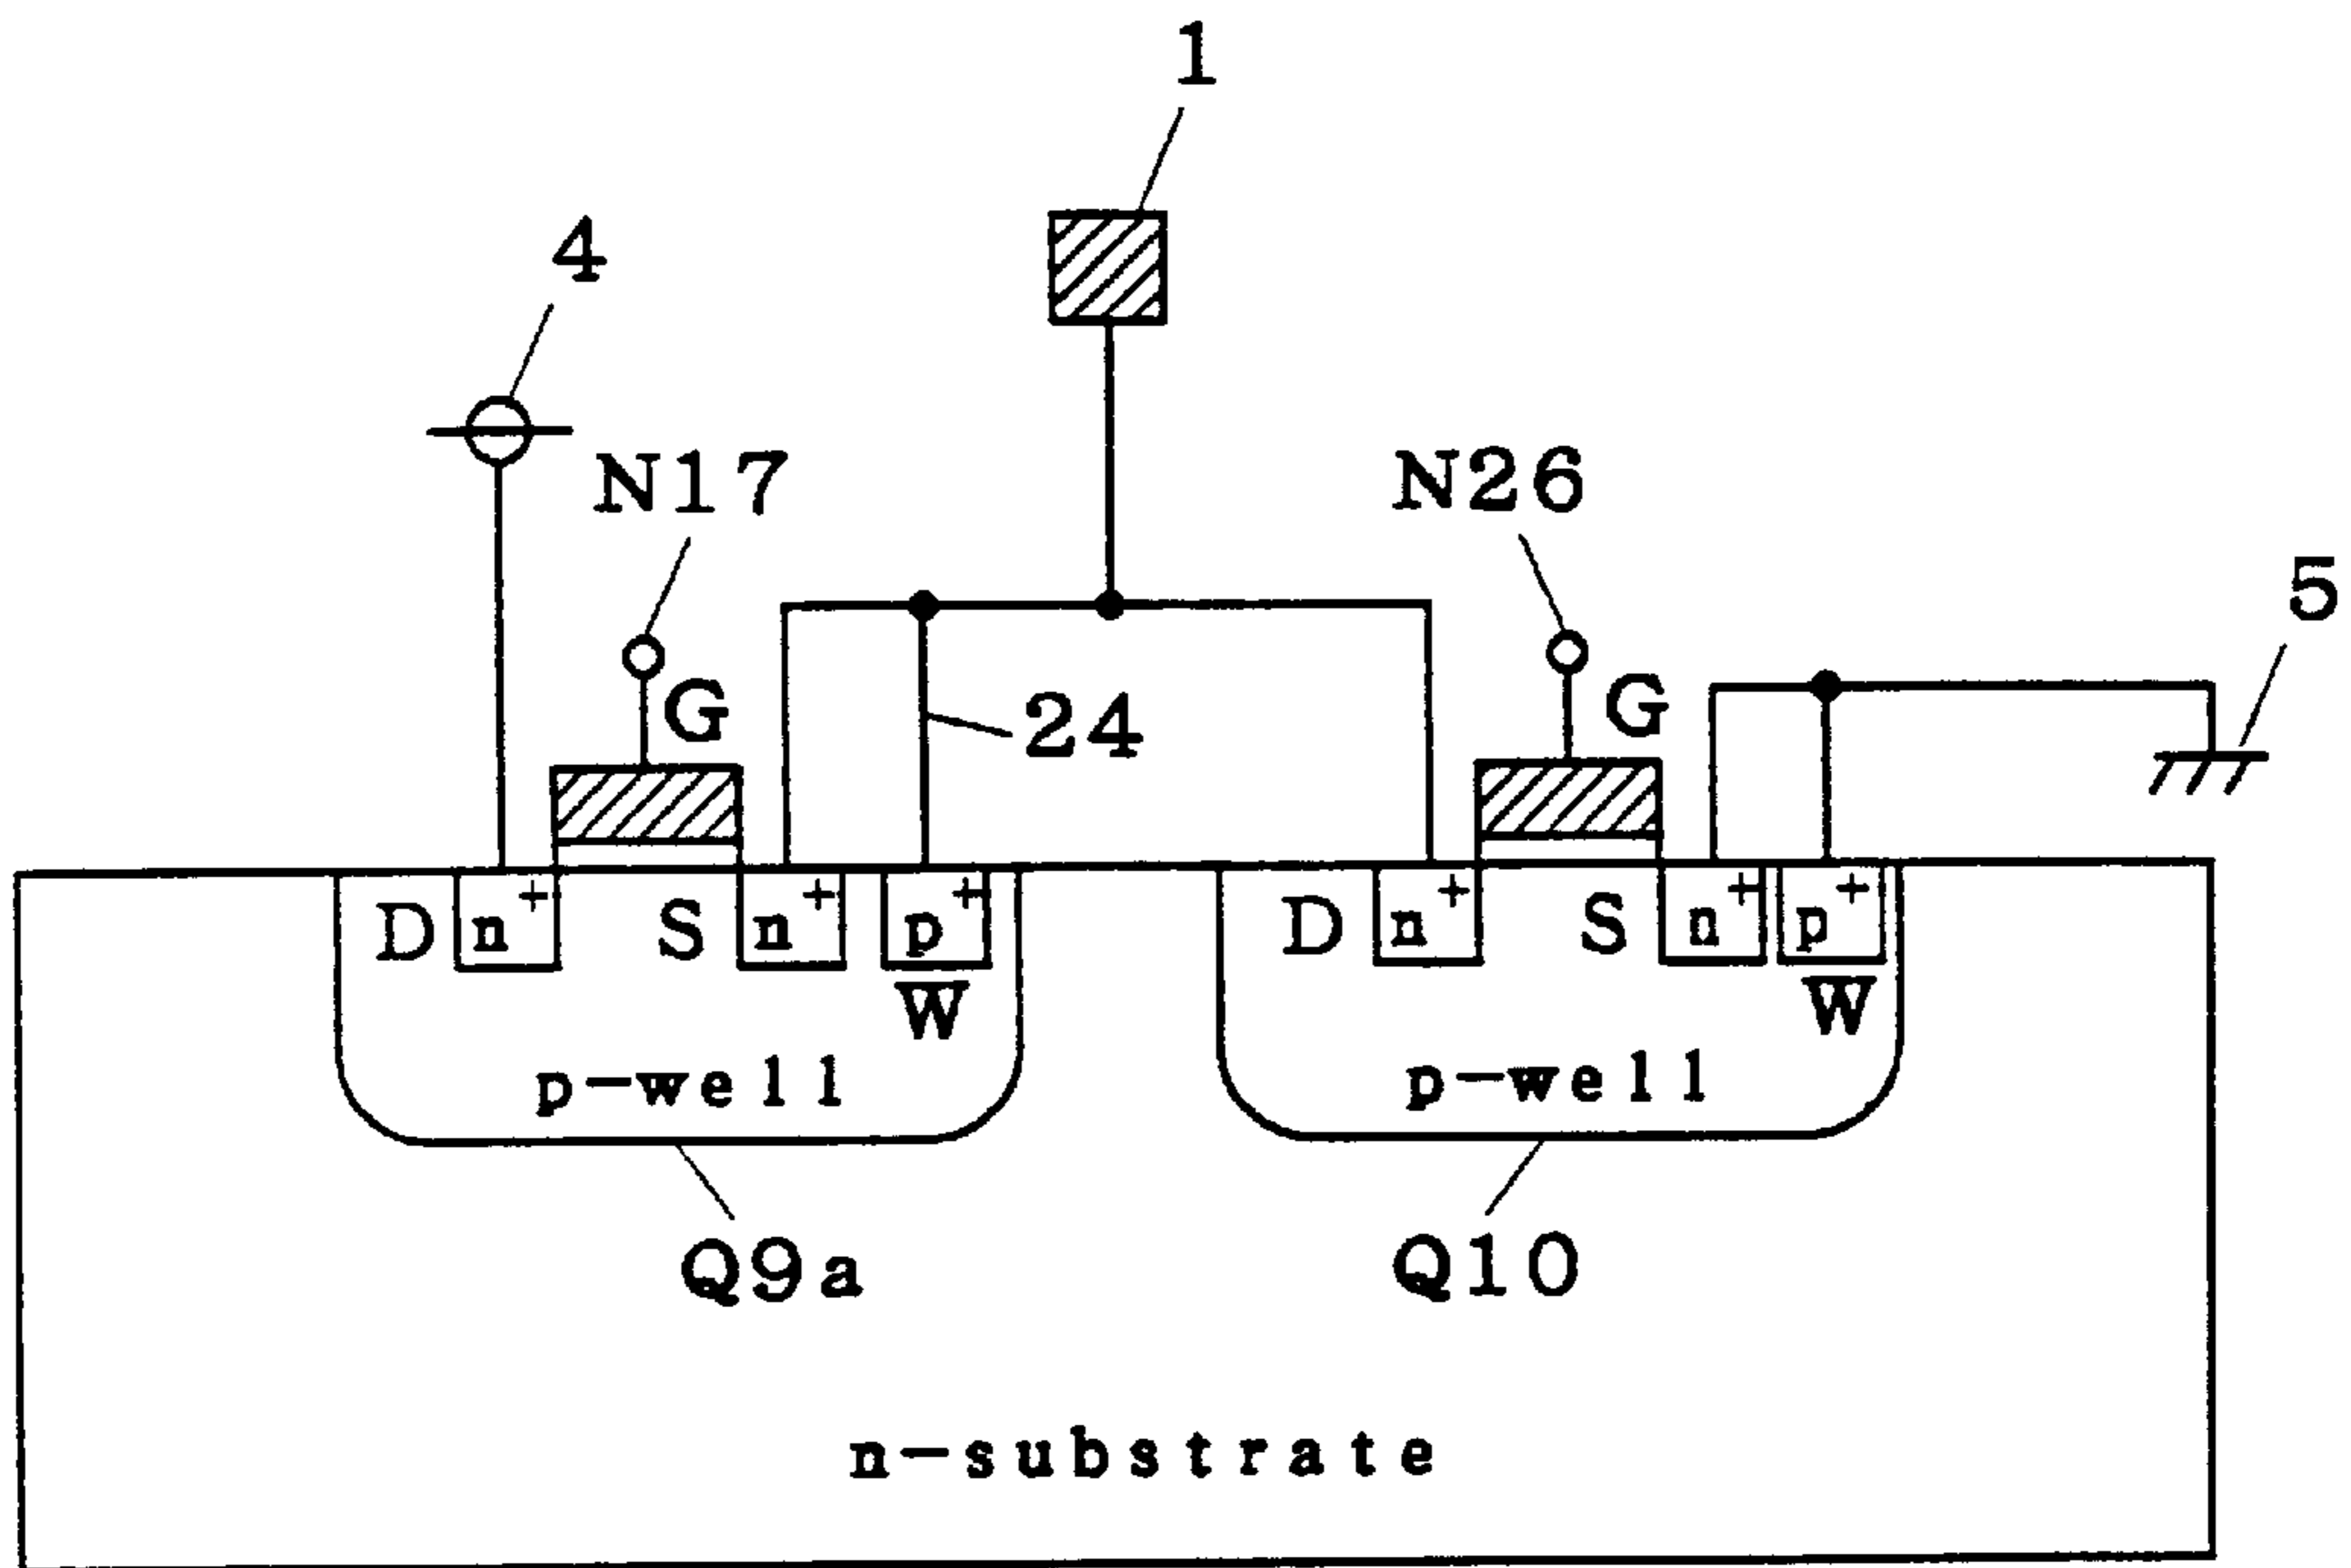 1
4
N17 N26
5
G G
24
D n+ S n+ p+ D n+ S n+ p+
W W
p-well p-well
Q9a Q10
n-substrate